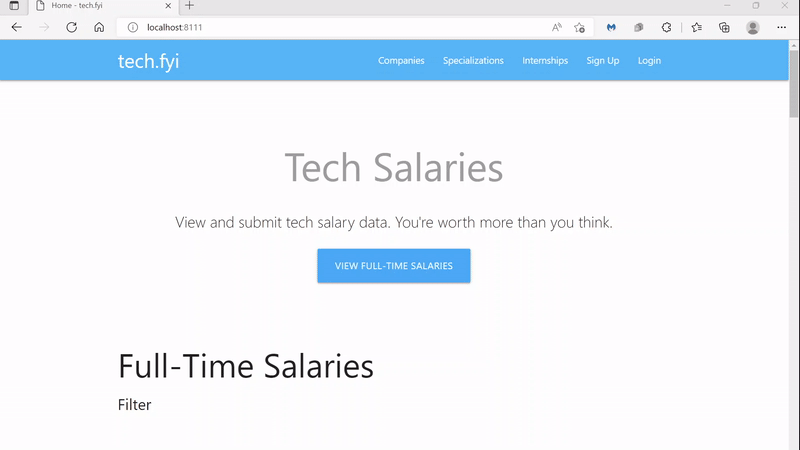 Home - tech.fyi
localhost:8111
tech.fyi
Companies Specializations Internships Sign Up Login
Tech Salaries
View and submit tech salary data. You're worth more than you think.
VIEW FULL-TIME SALARIES
Full-Time Salaries
Filter